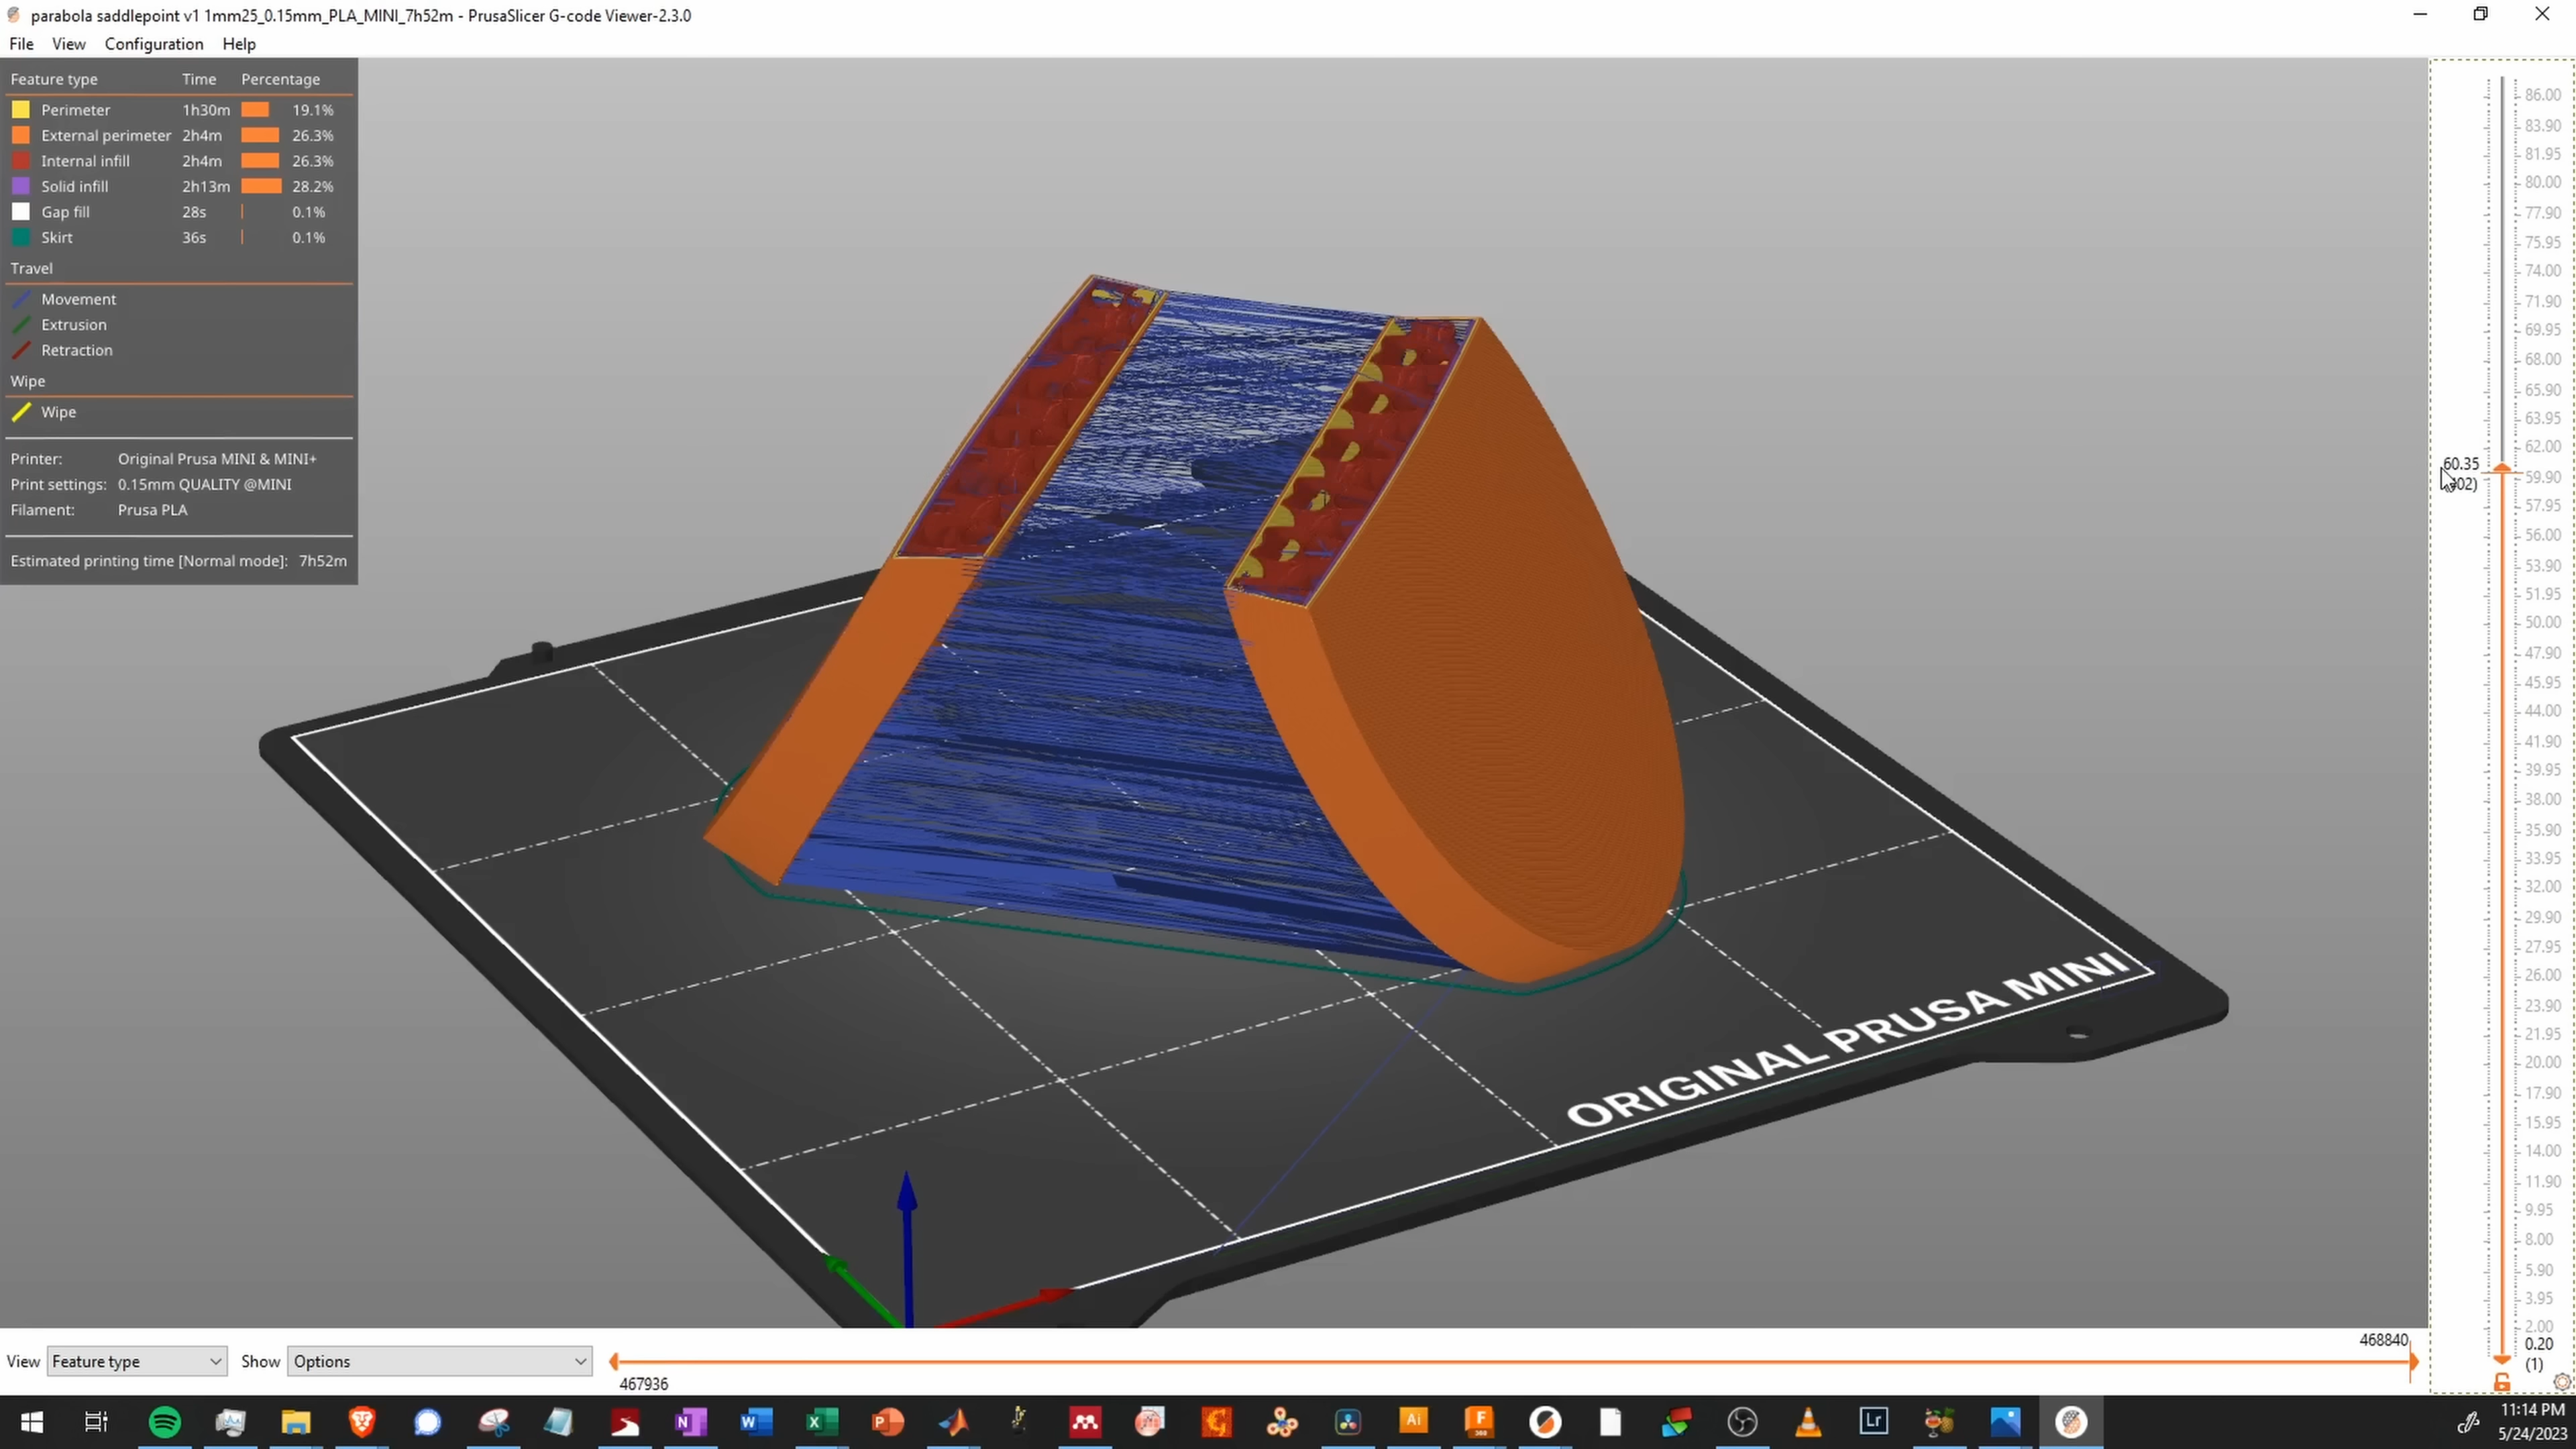 parabola saddlepoint v1 1mm25_0.15mm_PLA_MINI_7h52m - PrusaSlicer G-code Viewer-2.3.0
File View Configuration Help
Feature type Time Percentage
Perimeter 1h30m 19.1%
External perimeter 2h4m 26.3%
Internal infill 2h4m 26.3%
Solid infill 2h13m 28.2%
Gap fill 28s 0.1%
Skirt 36s 0.1%
Travel
Movement
Extrusion
Retraction
Wipe
Wipe
Printer: Original Prusa MINI & MINI+
Print settings: 0.15mm QUALITY @MINI
Filament: Prusa PLA
Estimated printing time [Normal mode]: 7h52m
ORIGINAL PRUSA MINI
86.00
83.90
81.95
80.00
77.90
75.95
74.00
71.90
69.95
68.00
65.90
63.95
62.00
60.35
59.90
57.95
56.00
53.90
51.95
50.00
47.90
45.95
44.00
41.90
39.95
38.00
35.90
33.95
32.00
29.90
27.95
26.00
23.90
21.95
20.00
17.90
15.95
14.00
11.90
9.95
8.00
5.90
3.95
2.00
0.20
(1)
View Feature type Show Options
468840
467936
Ai
Lr
11:14 PM
5/24/2023